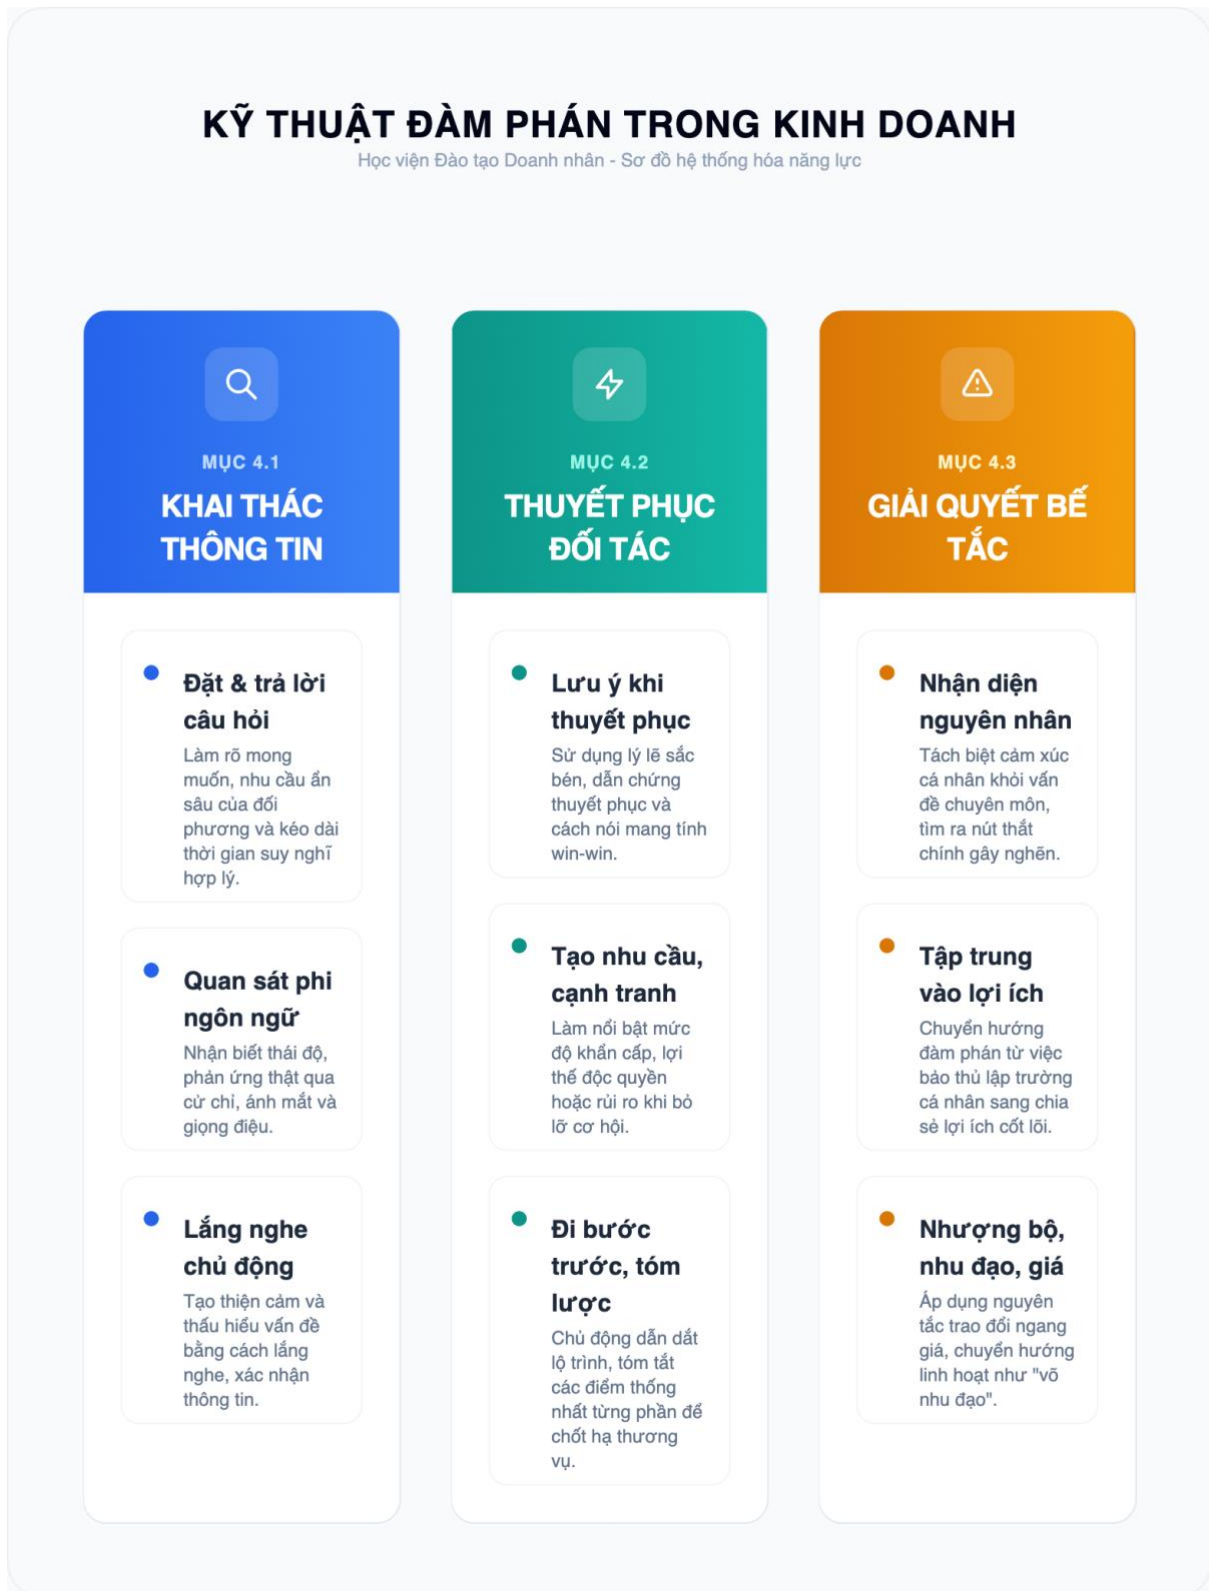 KỸ THUẬT ĐÀM PHÁN TRONG KINH DOANH
Học viện Đào tạo Doanh nhân - Sơ đồ hệ thống hóa năng lực
MỤC 4.1
KHAI THÁC
THÔNG TIN
Đặt & trả lời
câu hỏi
Làm rõ mong
muốn, nhu cầu ẩn
sâu của đối
phương và kéo dài
thời gian suy nghĩ
hợp lý.
Quan sát phi
ngôn ngữ
Nhận biết thái độ,
phản ứng thật qua
cử chỉ, ánh mắt và
giọng điệu.
Lắng nghe
chủ động
Tạo thiện cảm và
thấu hiểu vấn đề
bằng cách lắng
nghe, xác nhận
thông tin.
MỤC 4.2
THUYẾT PHỤC
ĐỐI TÁC
Lưu ý khi
thuyết phục
Sử dụng lý lẽ sắc
bén, dẫn chứng
thuyết phục và
cách nói mang tính
win-win.
Tạo nhu cầu,
cạnh tranh
Làm nổi bật mức
độ khẩn cấp, lợi
thế độc quyền
hoặc rủi ro khi bỏ
lỡ cơ hội.
Đi bước
trước, tóm
lược
Chủ động dẫn dắt
lộ trình, tóm tắt
các điểm thống
nhất từng phần để
chốt hạ thương
vụ.
MỤC 4.3
GIẢI QUYẾT BẾ
TẮC
Nhận diện
nguyên nhân
Tách biệt cảm xúc
cá nhân khỏi vấn
đề chuyên môn,
tìm ra nút thắt
chính gây nghẽn.
Tập trung
vào lợi ích
Chuyển hướng
đàm phán từ việc
bảo thủ lập trường
cá nhân sang chia
sẻ lợi ích cốt lõi.
Nhượng bộ,
nhu đạo, giá
Áp dụng nguyên
tắc trao đổi ngang
giá, chuyển hướng
linh hoạt như "võ
nhu đạo".